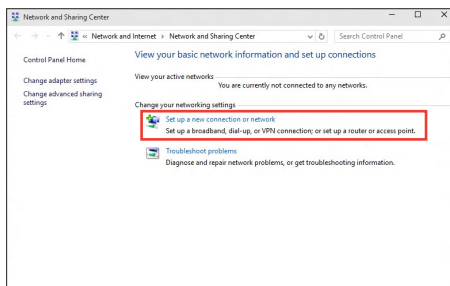 Network and Sharing Center
« Network and Internet › Network and Sharing Center
Search Control Panel
Control Panel Home
View your basic network information and set up connections
View your active networks
Change adapter settings
You are currently not connected to any networks.
Change advanced sharing
settings
Change your networking settings
Set up a new connection or network
Set up a broadband, dial-up, or VPN connection; or set up a router or access point.
Troubleshoot problems
Diagnose and repair network problems, or get troubleshooting information.